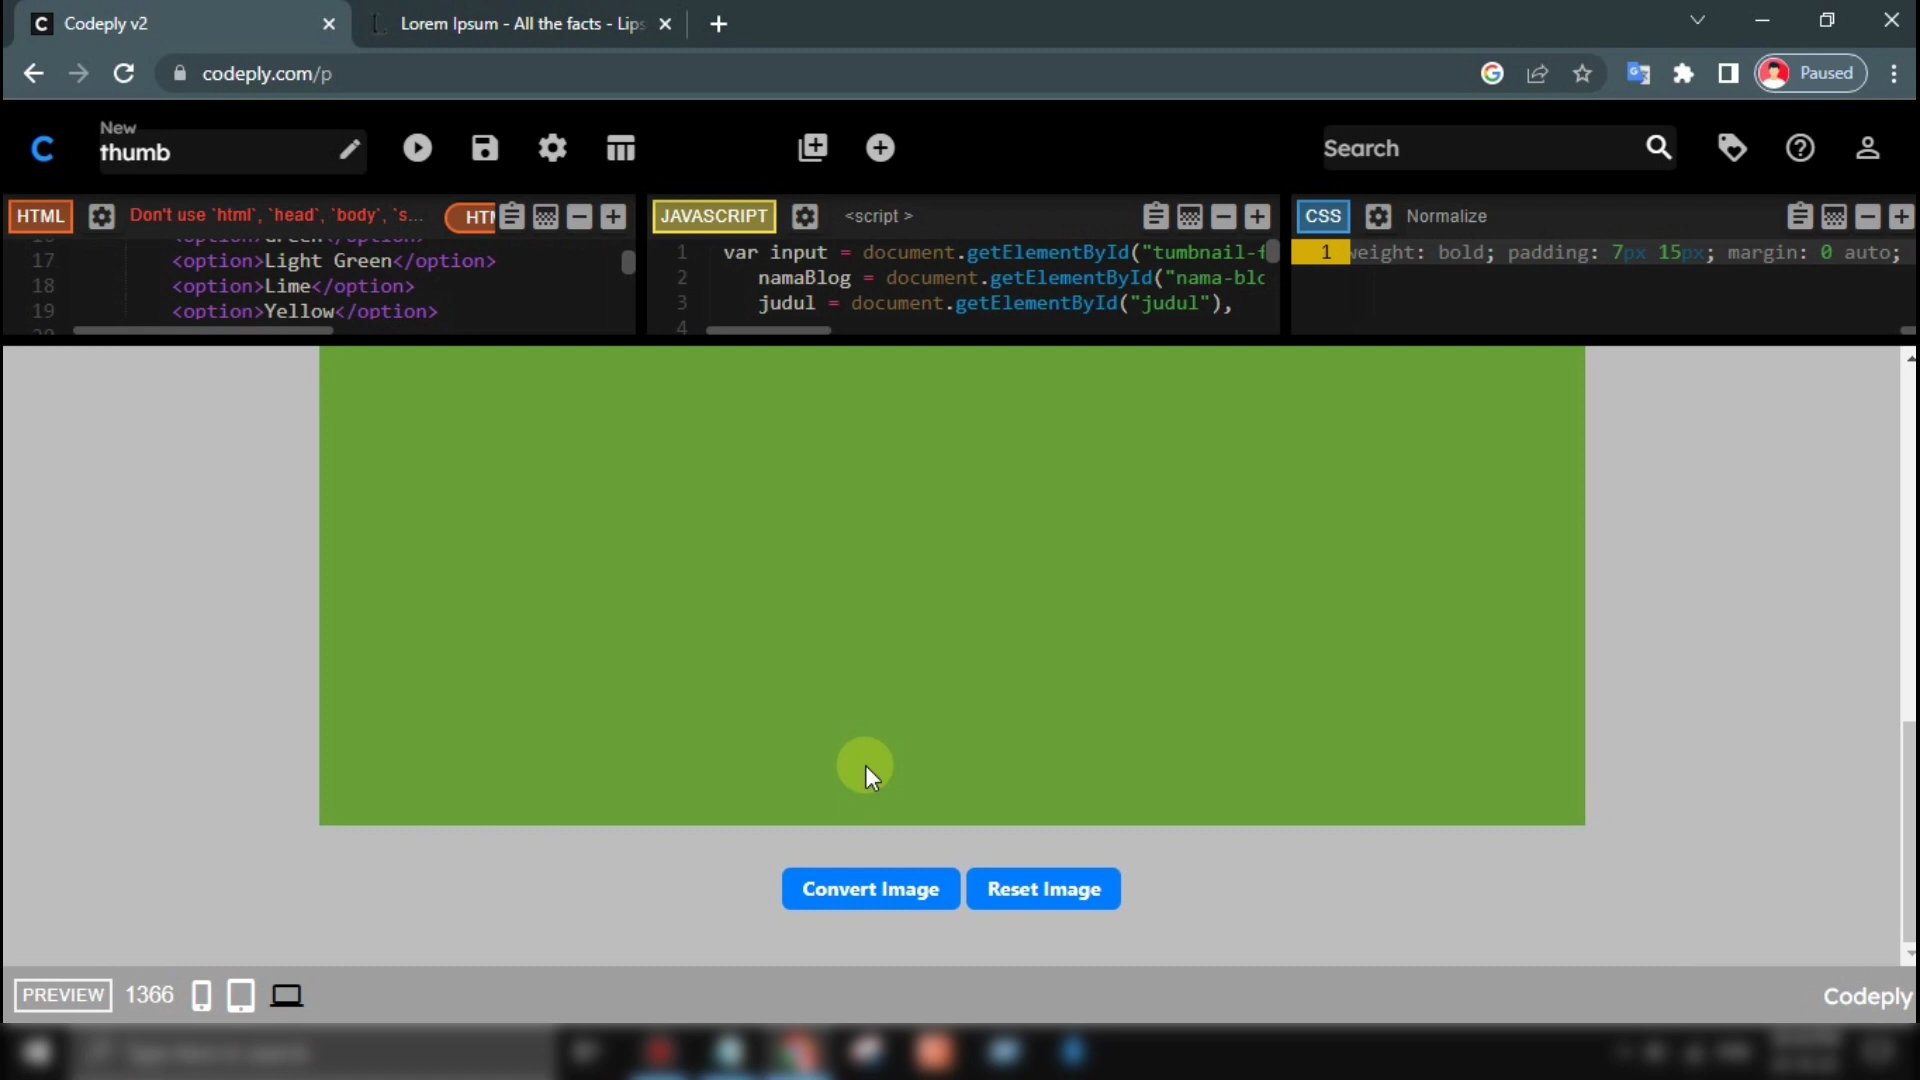 Codeply v2
Lorem Ipsum - All the facts - Lips
codeply.com/p
Paused
New
thumb
Search
HTML
Don't use `html`, `head`, `body`, `s...
HTM
17 <option>Light Green</option>
18 <option>Lime</option>
19 <option>Yellow</option>
JAVASCRIPT
<script >
1 var input = document.getElementById("tumbnail-f
2 namaBlog = document.getElementById("nama-blo
3 judul = document.getElementById("judul"),
4
CSS
Normalize
1 weight: bold; padding: 7px 15px; margin: 0 auto;
Convert Image
Reset Image
PREVIEW 1366
Codeply